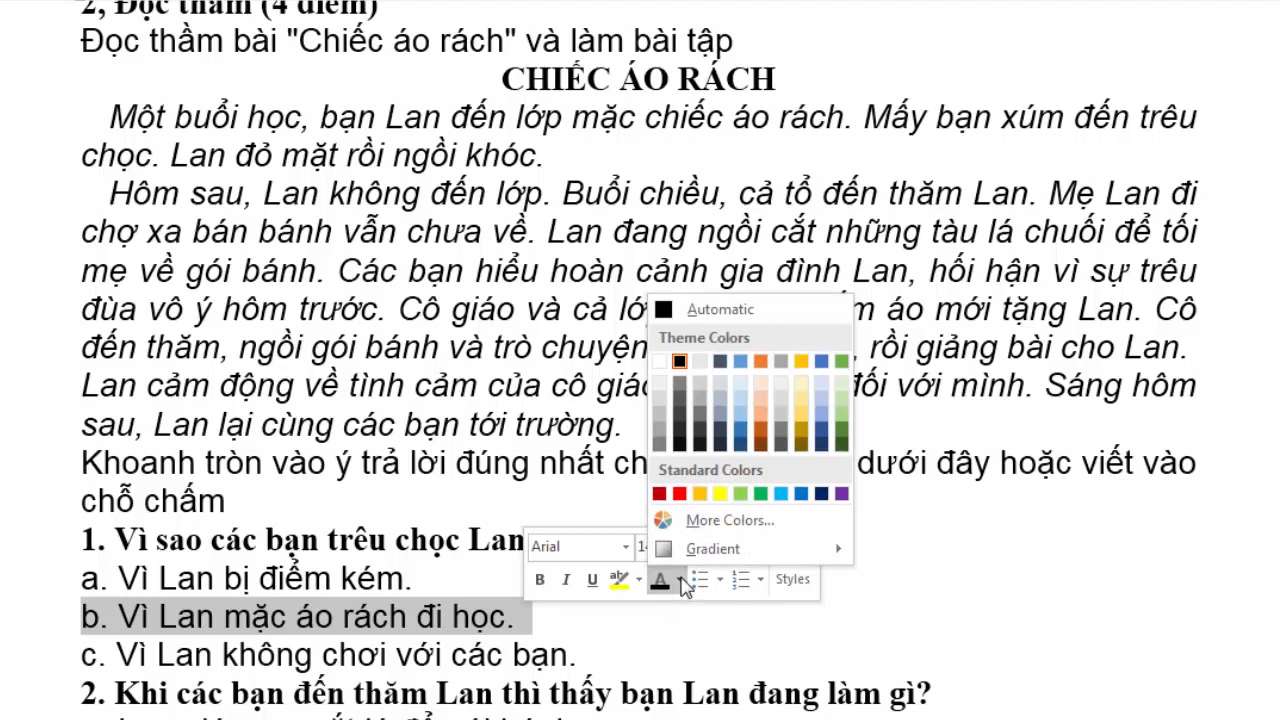 2, Đọc thầm (4 điểm)
Đọc thầm bài "Chiếc áo rách" và làm bài tập
CHIẾC ÁO RÁCH
Một buổi học, bạn Lan đến lớp mặc chiếc áo rách. Mấy bạn xúm đến trêu
chọc. Lan đỏ mặt rồi ngồi khóc.
Hôm sau, Lan không đến lớp. Buổi chiều, cả tổ đến thăm Lan. Mẹ Lan đi
chợ xa bán bánh vẫn chưa về. Lan đang ngồi cắt những tàu lá chuối để tối
mẹ về gói bánh. Các bạn hiểu hoàn cảnh gia đình Lan, hối hận vì sự trêu
đùa vô ý hôm trước. Cô giáo và cả áo mới tặng Lan. Cô
đến thăm, ngồi gói bánh và trò chuyện rồi giảng bài cho Lan.
Lan cảm động về tình cảm của cô đối với mình. Sáng hôm
sau, Lan lại cùng các bạn tới trường.
Khoanh tròn vào ý trả lời đúng nhất dưới đây hoặc viết vào
chỗ chấm
1. Vì sao các bạn trêu chọc Lan
a. Vì Lan bị điểm kém.
b. Vì Lan mặc áo rách đi học.
c. Vì Lan không chơi với các bạn.
2. Khi các bạn đến thăm Lan thì thấy bạn Lan đang làm gì?
Automatic
Theme Colors
Standard Colors
More Colors...
Gradient
Arial
B I U A Styles